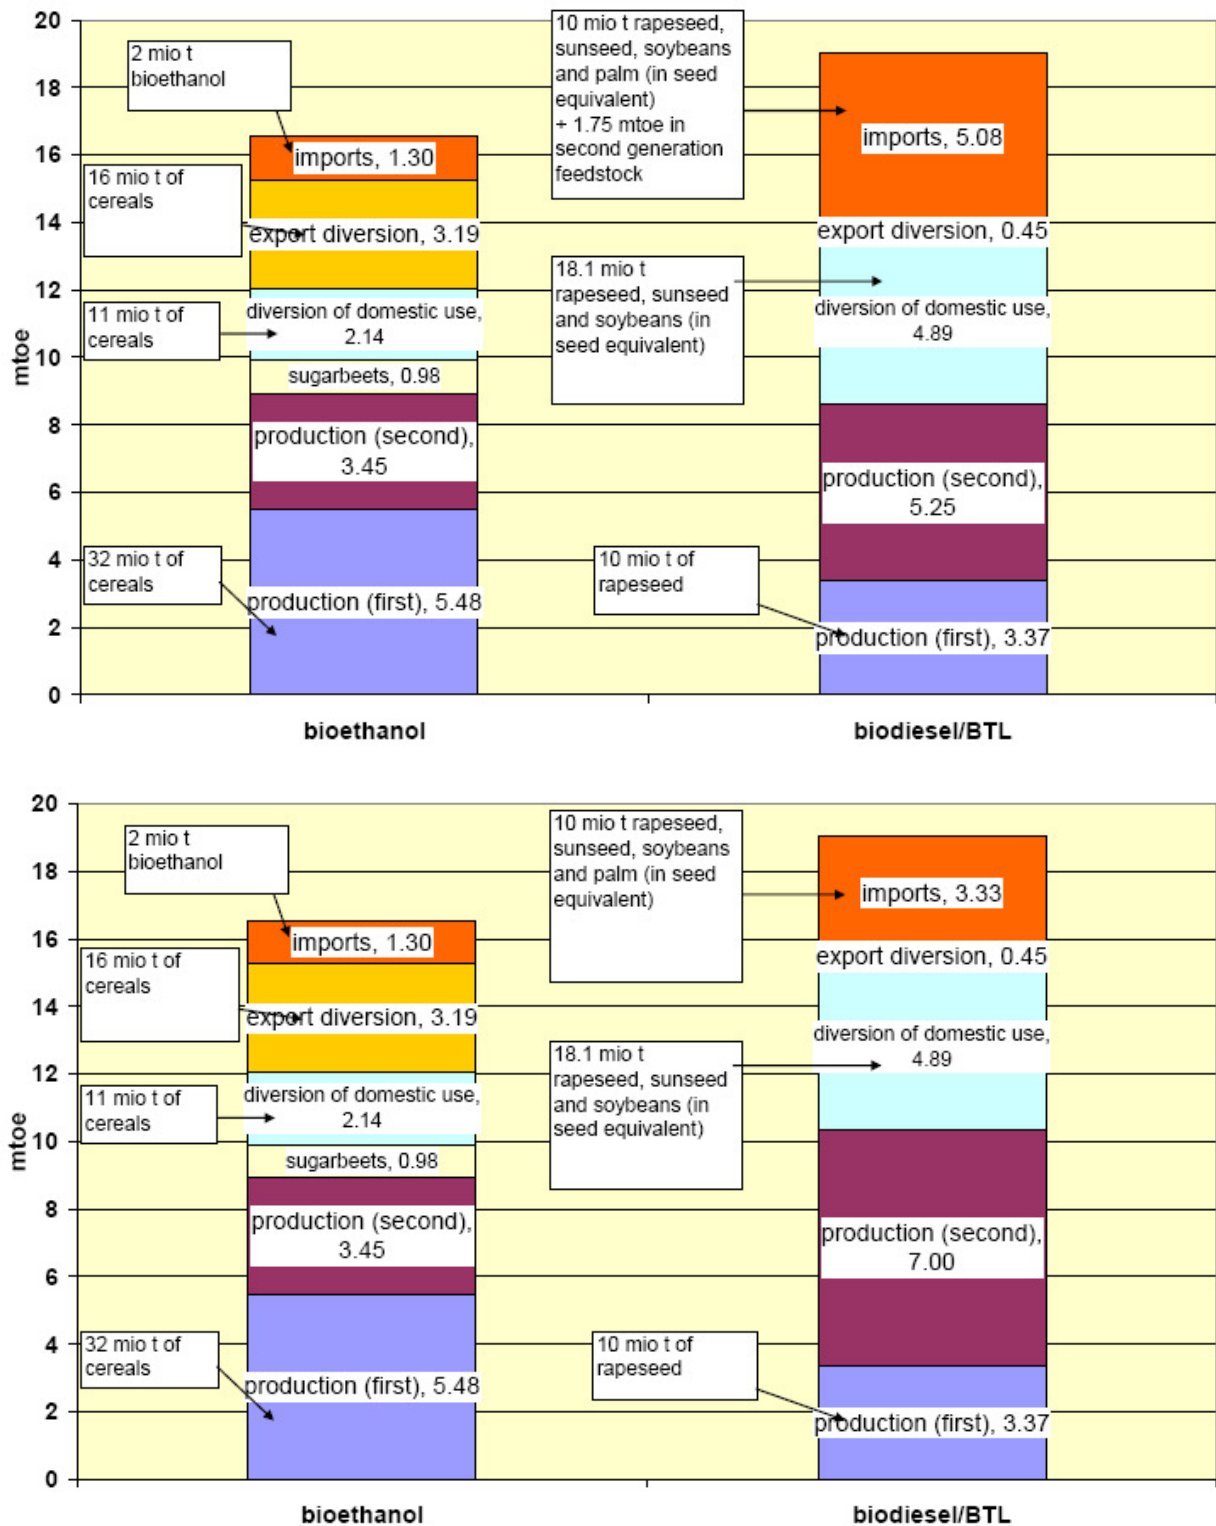 20
18
16
14
12
10
8
6
4
2
0
mtoe
2 mio t
bioethanol
16 mio t of
cereals
11 mio t of
cereals
32 mio t of
cereals
imports, 1.30
export diversion, 3.19
diversion of domestic use,
2.14
sugarbeets, 0.98
production (second),
3.45
production (first), 5.48
10 mio t rapeseed,
sunseed, soybeans
and palm (in seed
equivalent)
+ 1.75 mtoe in
second generation
feedstock
18.1 mio t
rapeseed, sunseed
and soybeans (in
seed equivalent)
10 mio t of
rapeseed
imports, 5.08
export diversion, 0.45
diversion of domestic use,
4.89
production (second),
5.25
production (first), 3.37
bioethanol
biodiesel/BTL
20
18
16
14
12
10
8
6
4
2
0
mtoe
2 mio t
bioethanol
16 mio t of
cereals
11 mio t of
cereals
32 mio t of
cereals
imports, 1.30
export diversion, 3.19
diversion of domestic use,
2.14
sugarbeets, 0.98
production (second),
3.45
production (first), 5.48
10 mio t rapeseed,
sunseed, soybeans
and palm (in seed
equivalent)
18.1 mio t
rapeseed, sunseed
and soybeans (in
seed equivalent)
10 mio t of
rapeseed
imports, 3.33
export diversion, 0.45
diversion of domestic use,
4.89
production (second),
7.00
production (first), 3.37
bioethanol
biodiesel/BTL